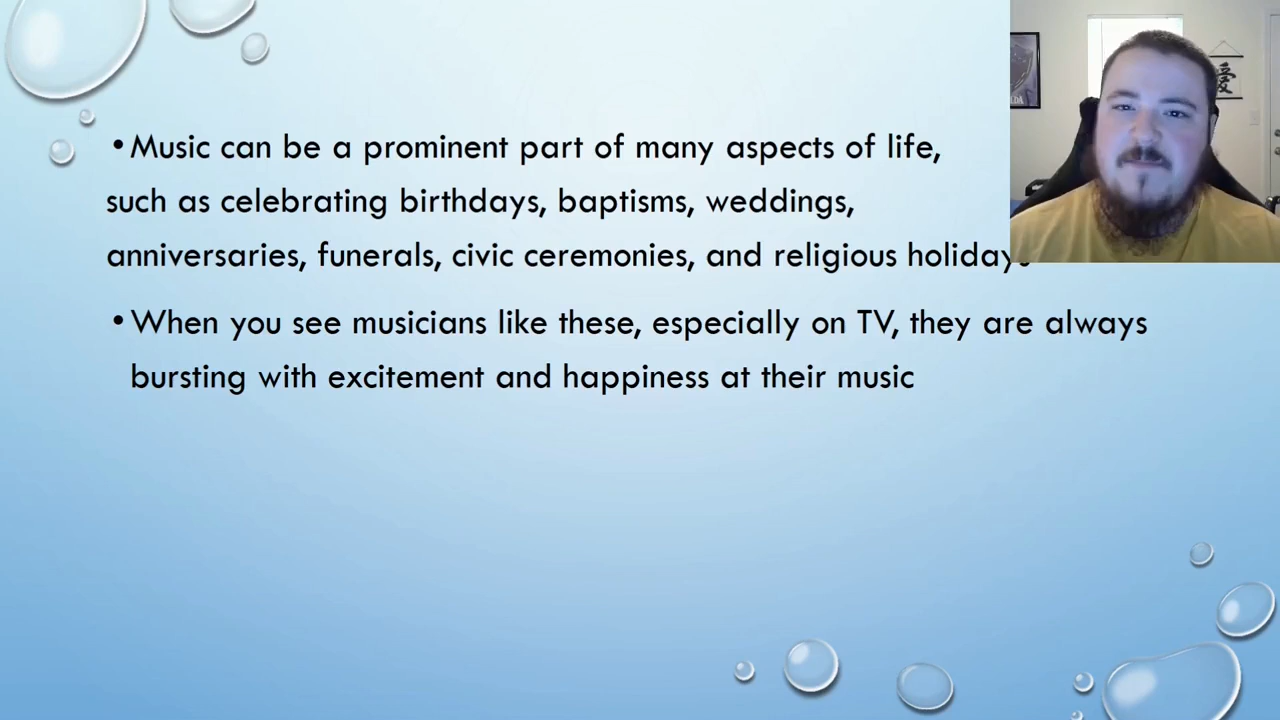 • Music can be a prominent part of many aspects of life,
such as celebrating birthdays, baptisms, weddings,
anniversaries, funerals, civic ceremonies, and religious holidays
• When you see musicians like these, especially on TV, they are always
bursting with excitement and happiness at their music
愛